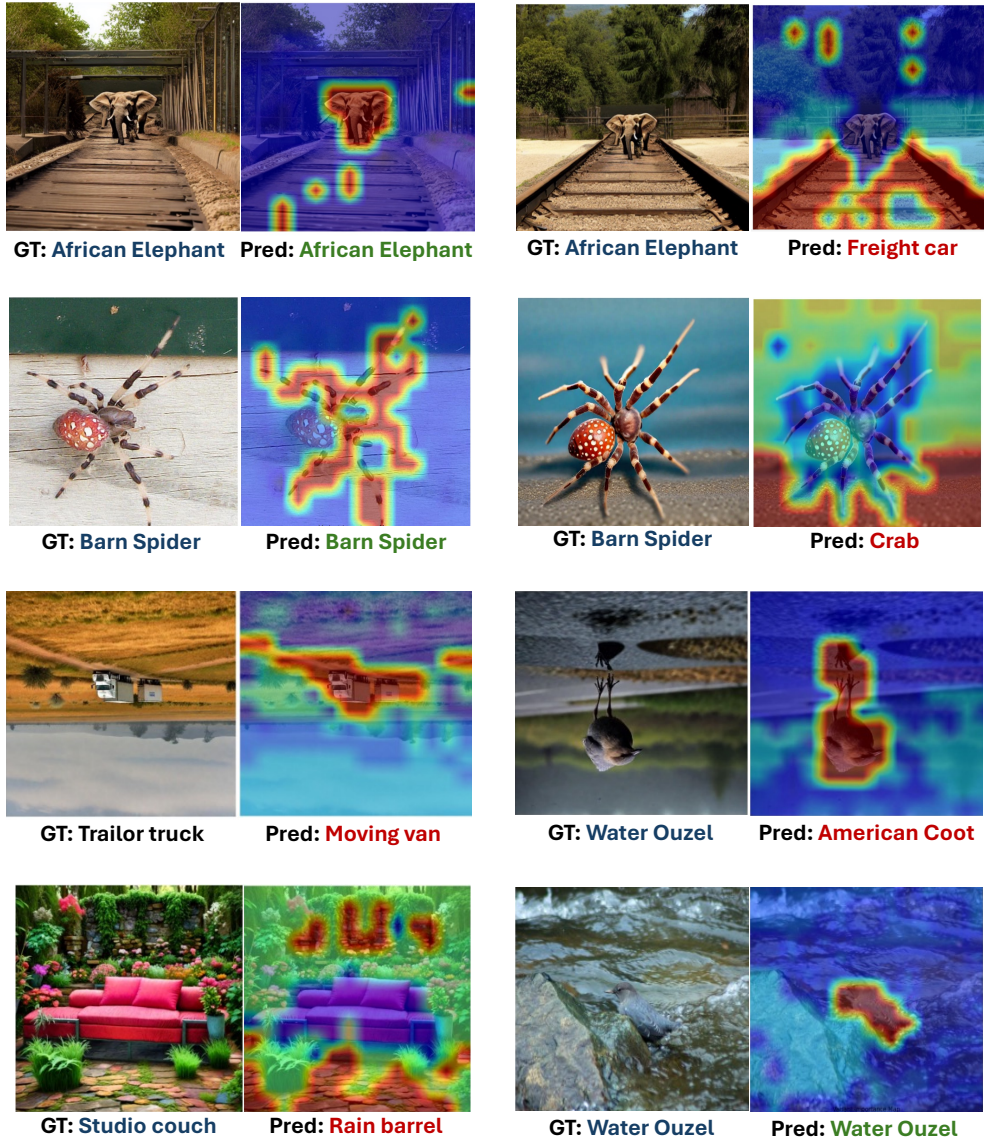 GT: African Elephant Pred: African Elephant
GT: African Elephant Pred: Freight car
GT: Barn Spider Pred: Barn Spider
GT: Barn Spider Pred: Crab
GT: Trailor truck Pred: Moving van
GT: Water Ouzel Pred: American Coot
GT: Studio couch Pred: Rain barrel
GT: Water Ouzel Pred: Water Ouzel